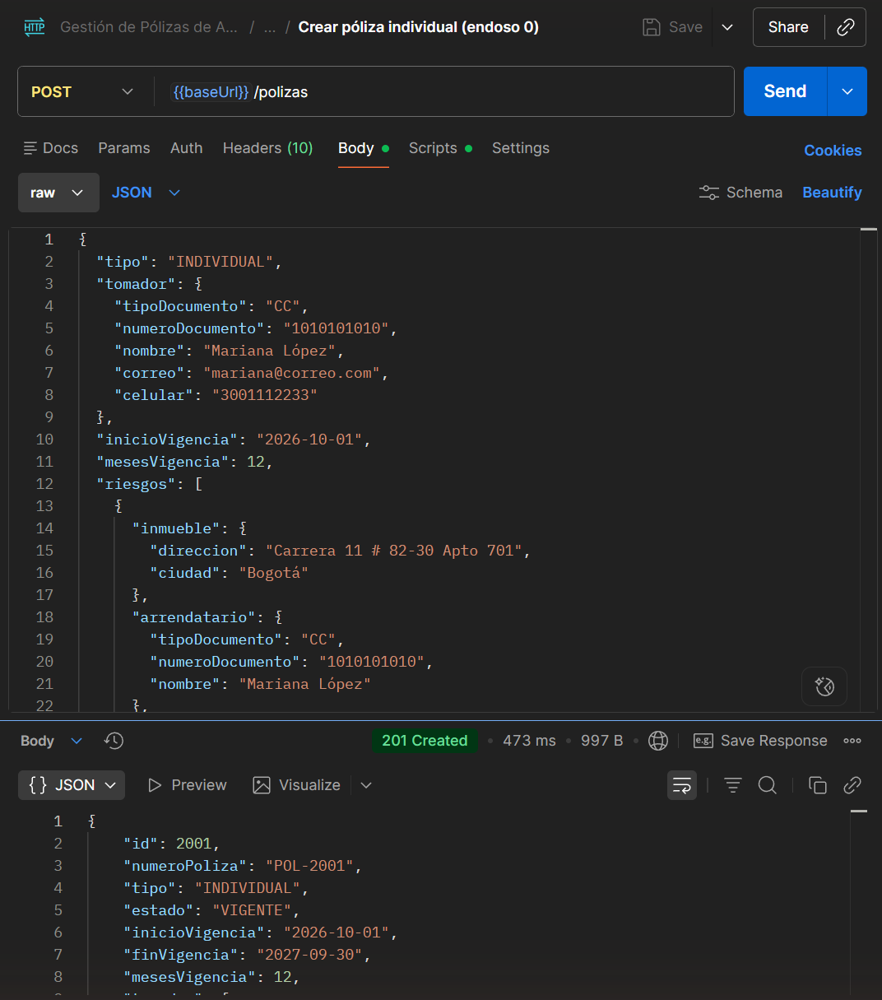 HTTP Gestión de Pólizas de A... / ... / Crear póliza individual (endoso 0) Save Share
POST {{baseUrl}} /polizas Send
Docs Params Auth Headers (10) Body Scripts Settings Cookies
raw JSON Schema Beautify
1 {
2 "tipo": "INDIVIDUAL",
3 "tomador": {
4 "tipoDocumento": "CC",
5 "numeroDocumento": "1010101010",
6 "nombre": "Mariana López",
7 "correo": "mariana@correo.com",
8 "celular": "3001112233"
9 },
10 "inicioVigencia": "2026-10-01",
11 "mesesVigencia": 12,
12 "riesgos": [
13 {
14 "inmueble": {
15 "direccion": "Carrera 11 # 82-30 Apto 701",
16 "ciudad": "Bogotá"
17 },
18 "arrendatario": {
19 "tipoDocumento": "CC",
20 "numeroDocumento": "1010101010",
21 "nombre": "Mariana López"
22 },
Body 201 Created • 473 ms • 997 B • e.g. Save Response
{} JSON Preview Visualize
1 {
2 "id": 2001,
3 "numeroPoliza": "POL-2001",
4 "tipo": "INDIVIDUAL",
5 "estado": "VIGENTE",
6 "inicioVigencia": "2026-10-01",
7 "finVigencia": "2027-09-30",
8 "mesesVigencia": 12,